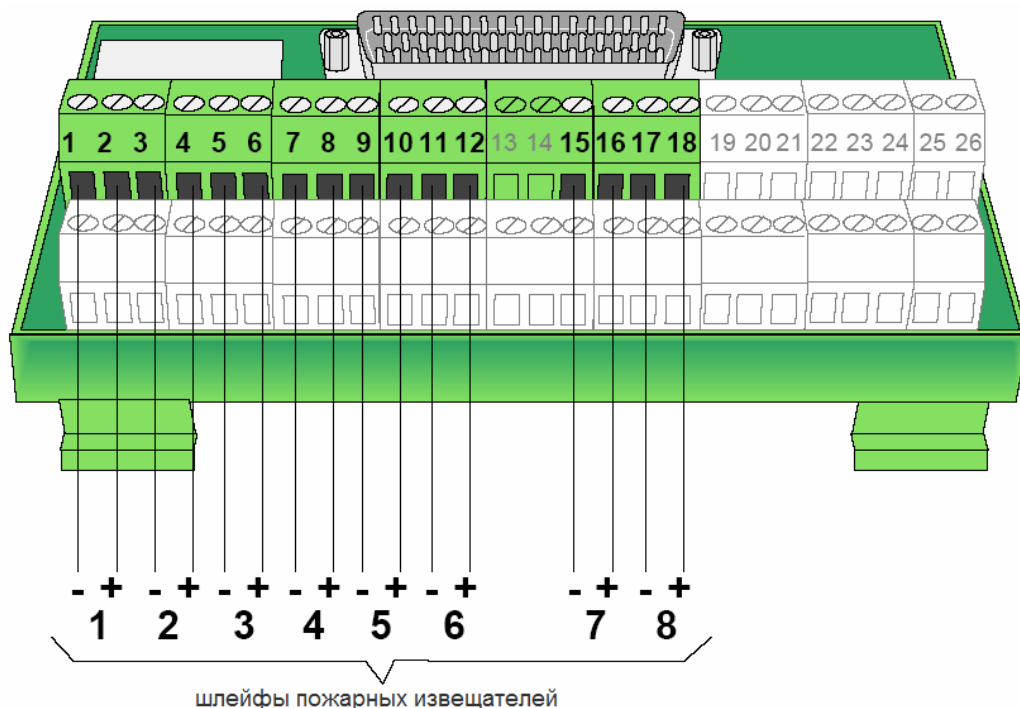 1 2 3 4 5 6 7 8 9 10 11 12 13 14 15 16 17 18 19 20 21 22 23 24 25 26
- + - + - + - + - + - + - + - +
1 2 3 4 5 6 7 8
шлейфы пожарных извещателей